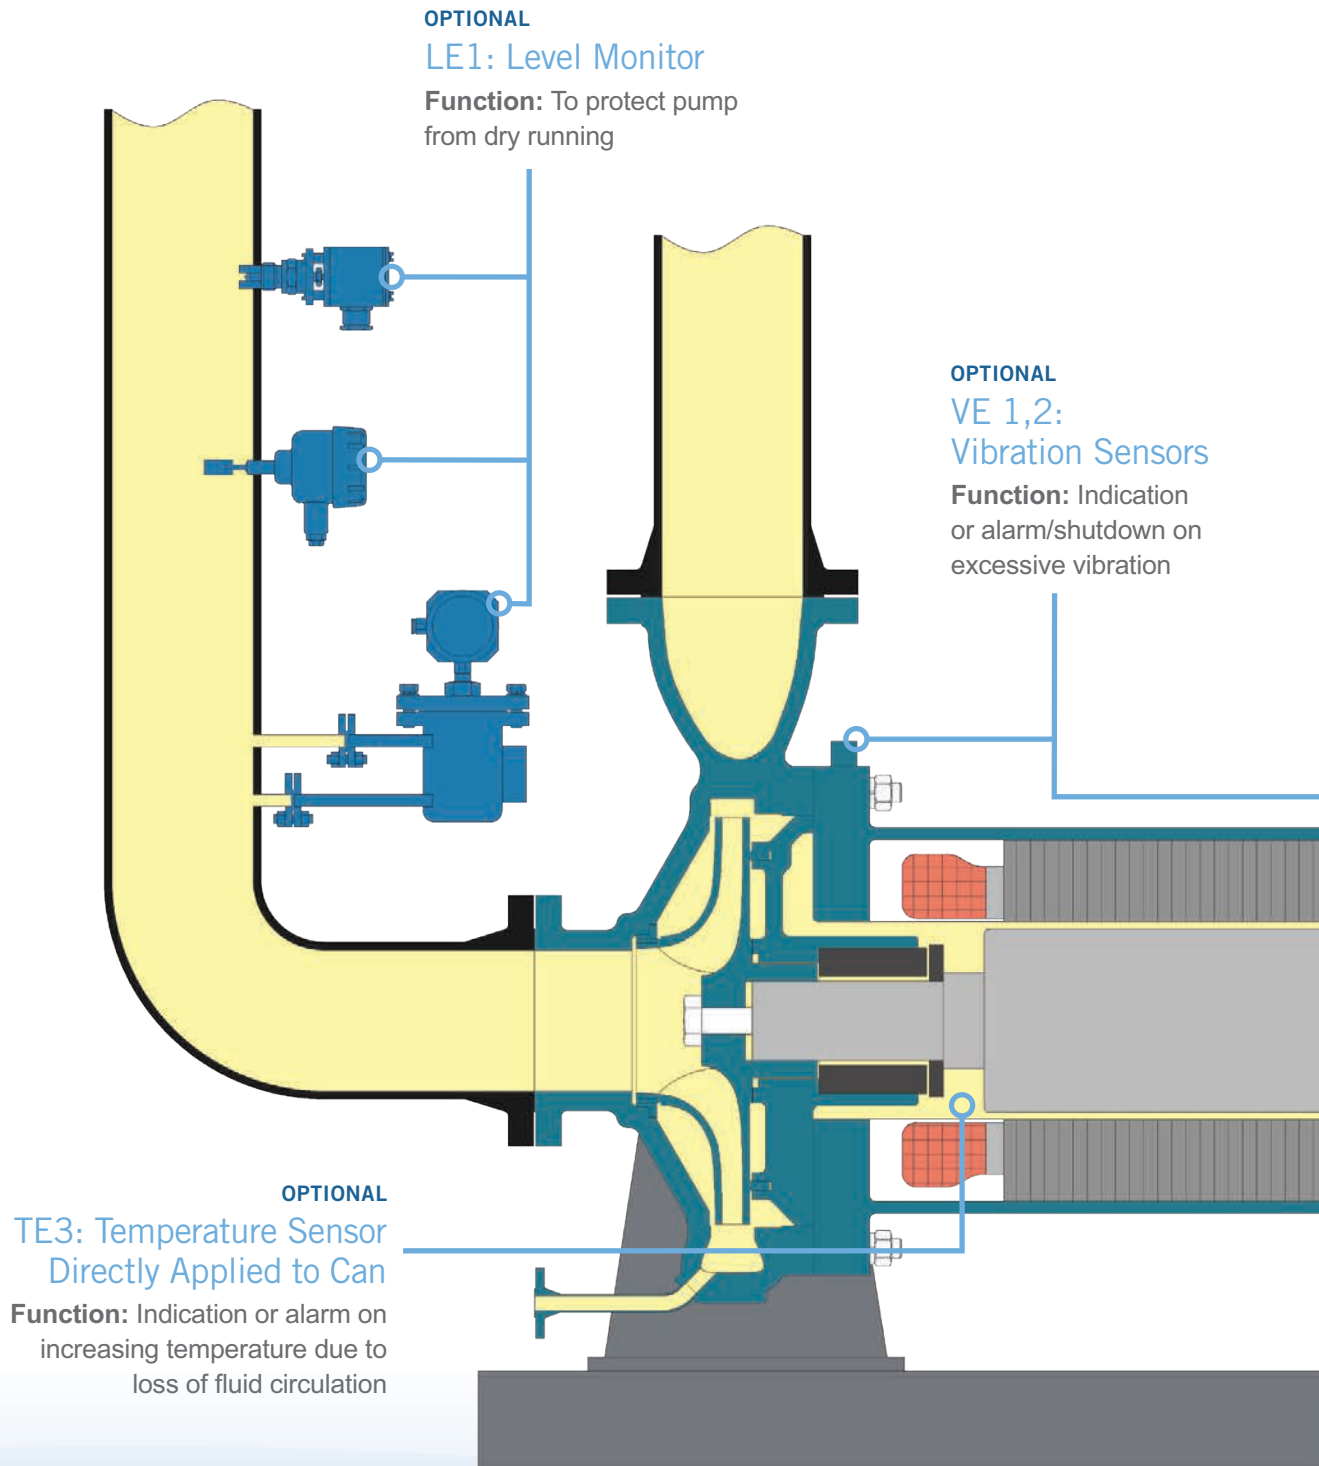 OPTIONAL
LE1: Level Monitor
Function: To protect pump
from dry running
OPTIONAL
VE 1,2:
Vibration Sensors
Function: Indication
or alarm/shutdown on
excessive vibration
OPTIONAL
TE3: Temperature Sensor
Directly Applied to Can
Function: Indication or alarm on
increasing temperature due to
loss of fluid circulation